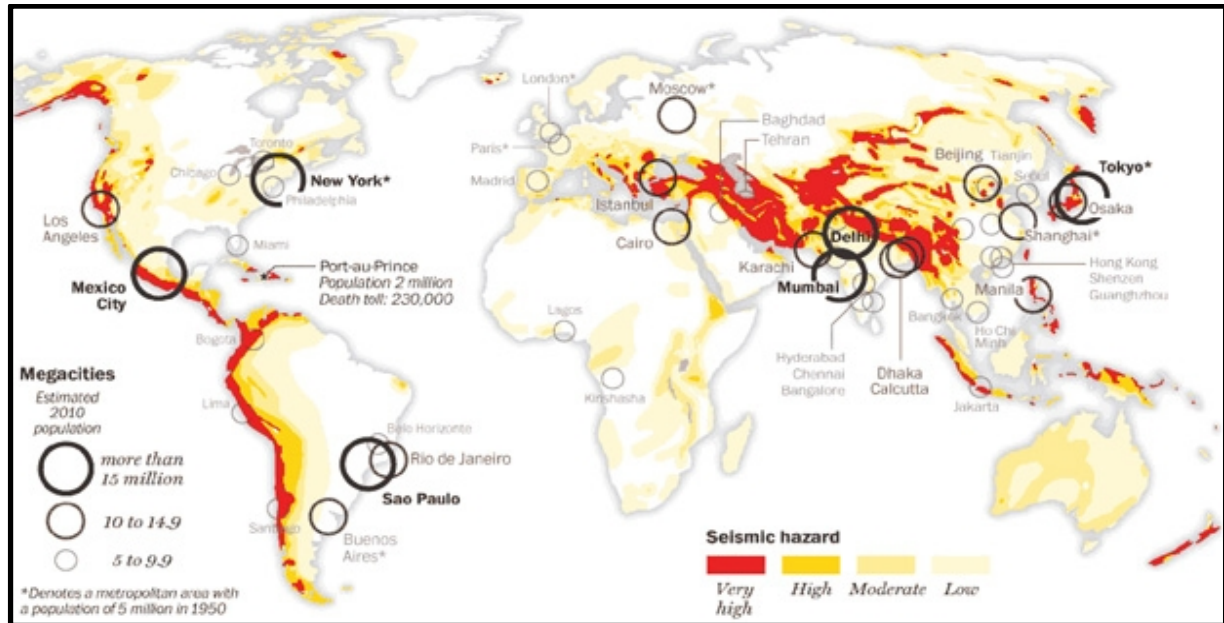 London*
Moscow*
Baghdad
Tehran
Toronto
Chicago
New York*
Philadelphia
Paris*
Madrid
Istanbul
Beijing
Tianjin
Seoul
Tokyo*
Osaka
Los
Angeles
Miami
Cairo
Delhi
Shanghai*
Karachi
Mexico
City
Port-au-Prince
Population 2 million
Death toll: 230,000
Mumbai
Manila
Hong Kong
Shenzen
Guanghzhou
Bogota
Lagos
Bangkok
Ho Chi
Minh
Hyderabad
Chennai
Bangalore
Dhaka
Calcutta
Kinshasha
Jakarta
Lima
Belo Horizonte
Rio de Janeiro
Sao Paulo
Santiago
Buenos
Aires*
Megacities
Estimated
2010
population
more than
15 million
10 to 14.9
5 to 9.9
*Denotes a metropolitan area with
a population of 5 million in 1950
Seismic hazard
Very
high
High
Moderate
Low